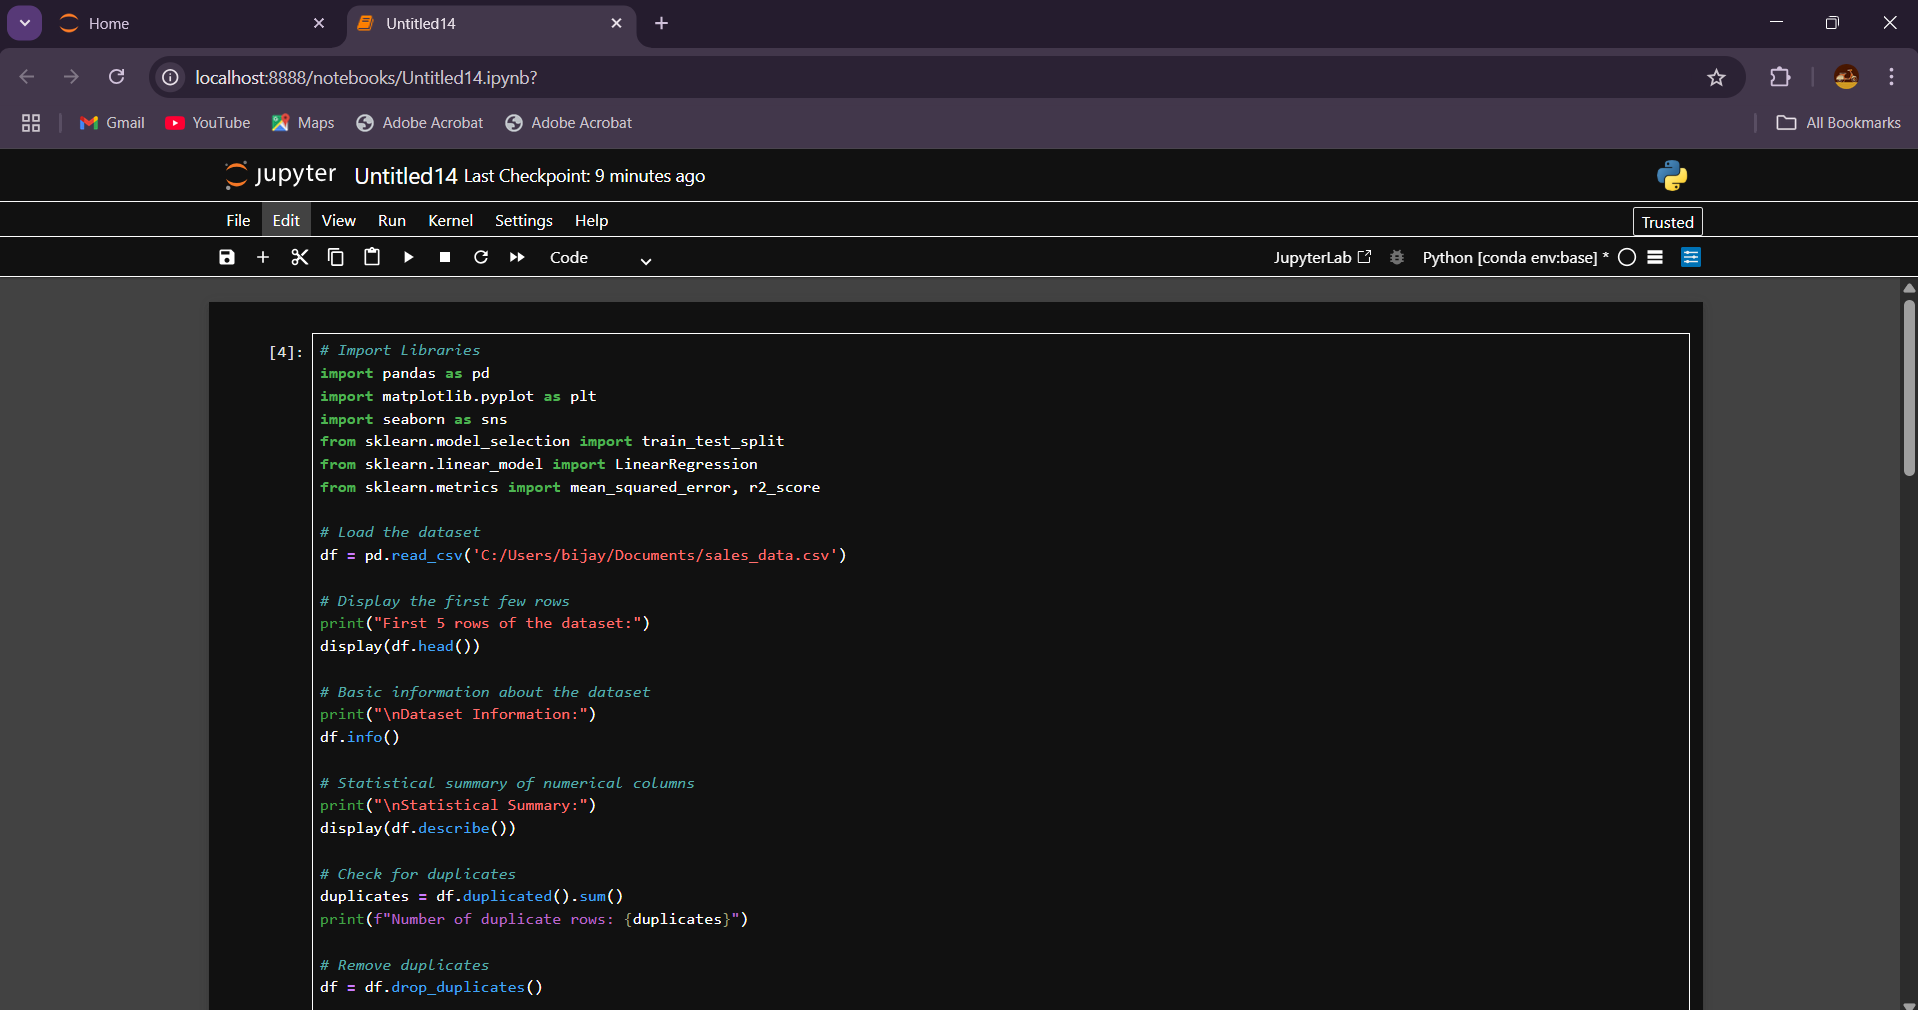 Home
Untitled14
localhost:8888/notebooks/Untitled14.ipynb?
Gmail
YouTube
Maps
Adobe Acrobat
Adobe Acrobat
All Bookmarks
jupyter Untitled14 Last Checkpoint: 9 minutes ago
File Edit View Run Kernel Settings Help
Trusted
Code
JupyterLab
Python [conda env:base] *
[4]:
# Import Libraries
import pandas as pd
import matplotlib.pyplot as plt
import seaborn as sns
from sklearn.model_selection import train_test_split
from sklearn.linear_model import LinearRegression
from sklearn.metrics import mean_squared_error, r2_score
# Load the dataset
df = pd.read_csv('C:/Users/bijay/Documents/sales_data.csv')
# Display the first few rows
print("First 5 rows of the dataset:")
display(df.head())
# Basic information about the dataset
print("\nDataset Information:")
df.info()
# Statistical summary of numerical columns
print("\nStatistical Summary:")
display(df.describe())
# Check for duplicates
duplicates = df.duplicated().sum()
print(f"Number of duplicate rows: {duplicates}")
# Remove duplicates
df = df.drop_duplicates()